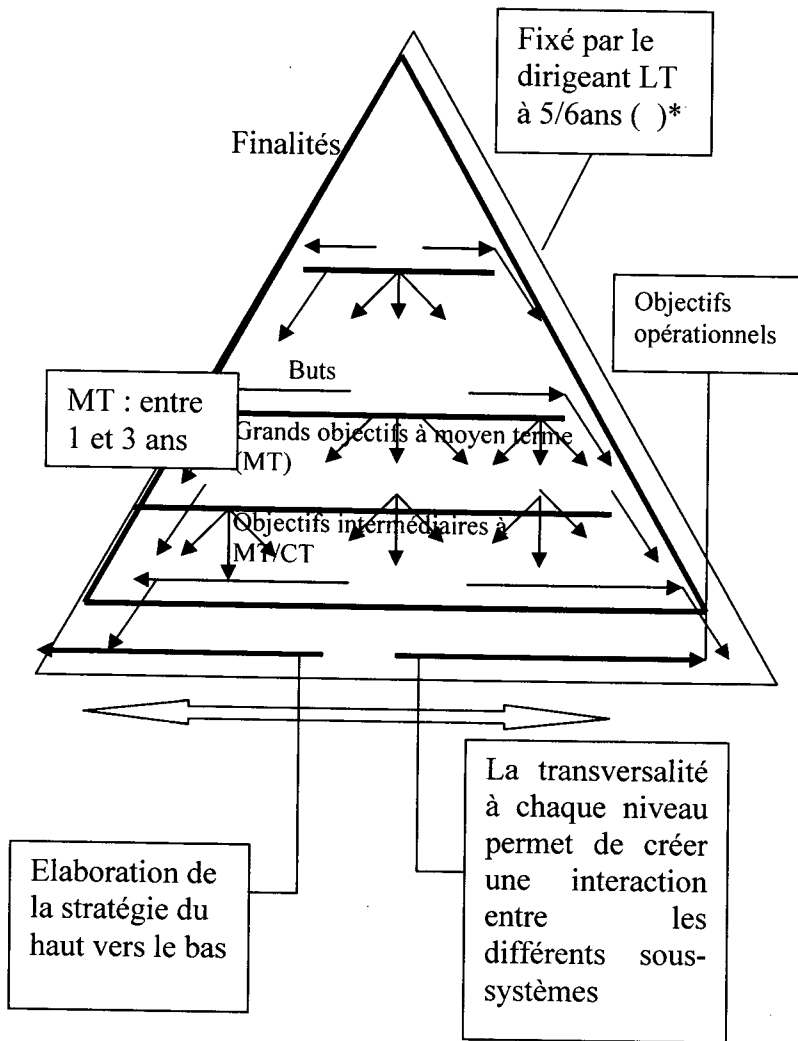 Fixé par le
dirigeant LT
à 5/6ans ( )*
Finalités
Objectifs
opérationnels
Buts
MT : entre
1 et 3 ans
Grands objectifs à moyen terme
(MT)
Objectifs intermédiaires à
MT/CT
La transversalité
à chaque niveau
permet de créer
une interaction
entre les
différents sous-
systèmes
Elaboration de
la stratégie du
haut vers le bas